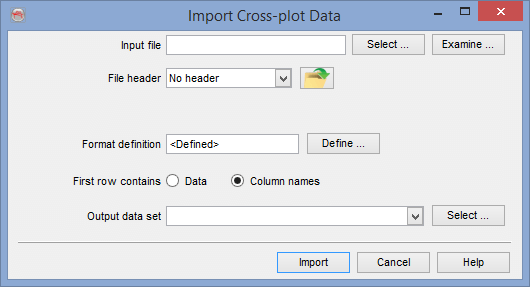 Import Cross-plot Data
Input file Select ... Examine ...
File header No header
Format definition <Defined> Define ...
First row contains Data Column names
Output data set Select ...
Import Cancel Help